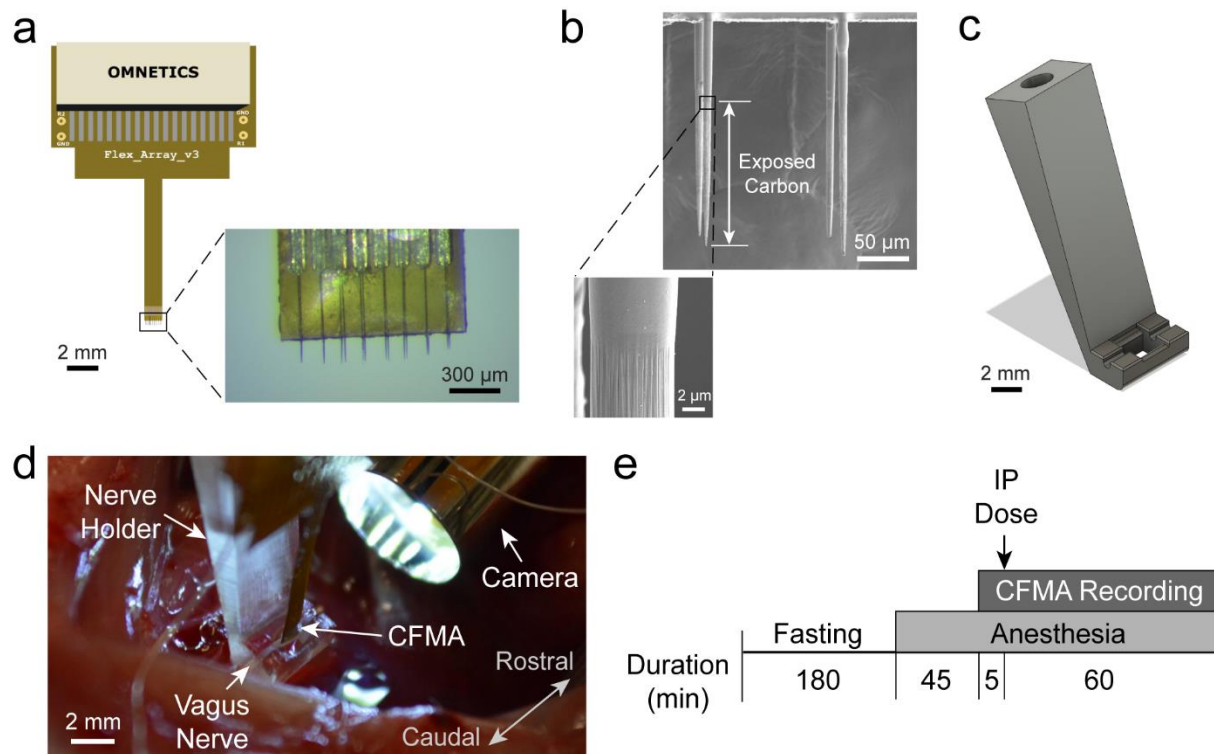 a
OMNETICS
R2
GND
GND
R1
Flex_Array_v3
2 mm
300 µm
b
Exposed
Carbon
50 µm
2 µm
c
2 mm
d
Nerve
Holder
Camera
CFMA
Rostral
Vagus
Nerve
Caudal
2 mm
e
IP
Dose
CFMA Recording
Fasting
Anesthesia
Duration
(min)
180
45
5
60